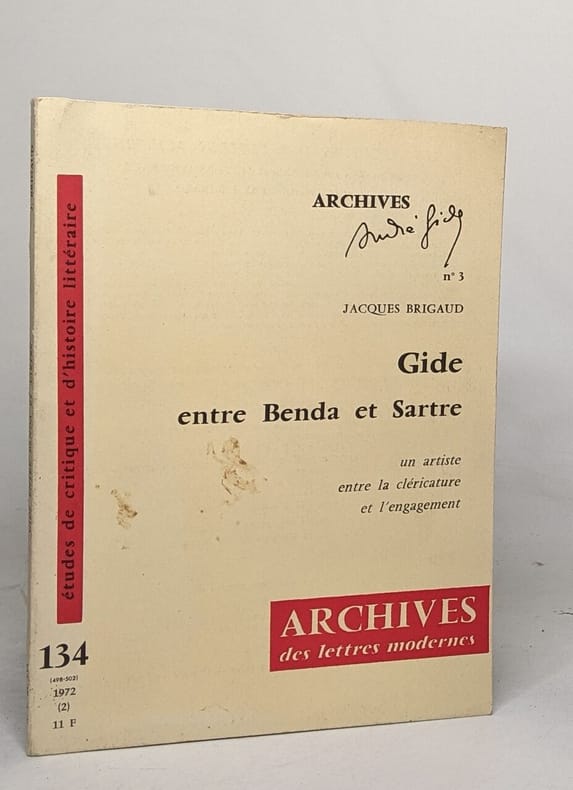 ARCHIVES
André Gide
n° 3
JACQUES BRIGAUD
Gide
entre Benda et Sartre
un artiste
entre la cléricature
et l'engagement
ARCHIVES
des lettres modernes
études de critique et d'histoire littéraire
134
(498-502)
1972
(2)
11 F